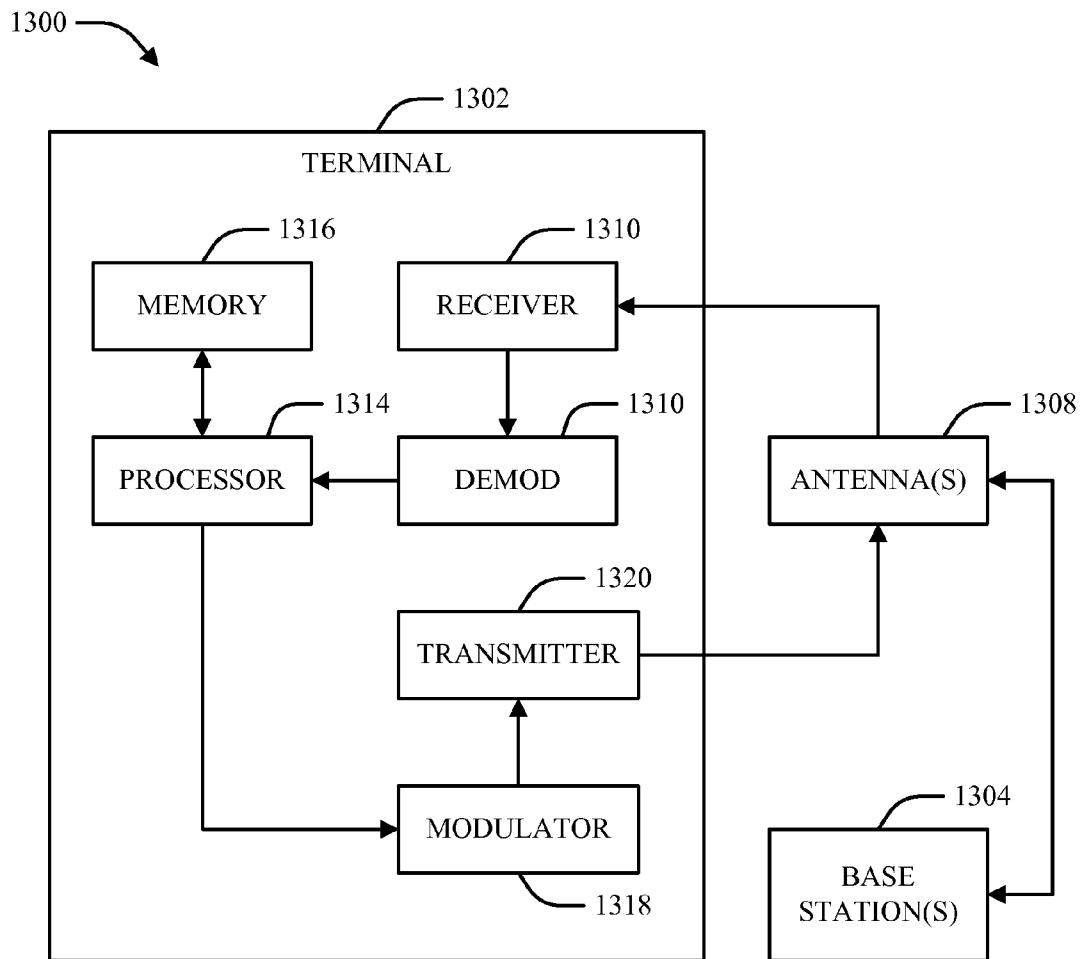 1300
1302
TERMINAL
1316
1310
MEMORY
RECEIVER
1314
1310
1308
PROCESSOR
DEMOD
ANTENNA(S)
1320
TRANSMITTER
1304
MODULATOR
BASE
STATION(S)
1318